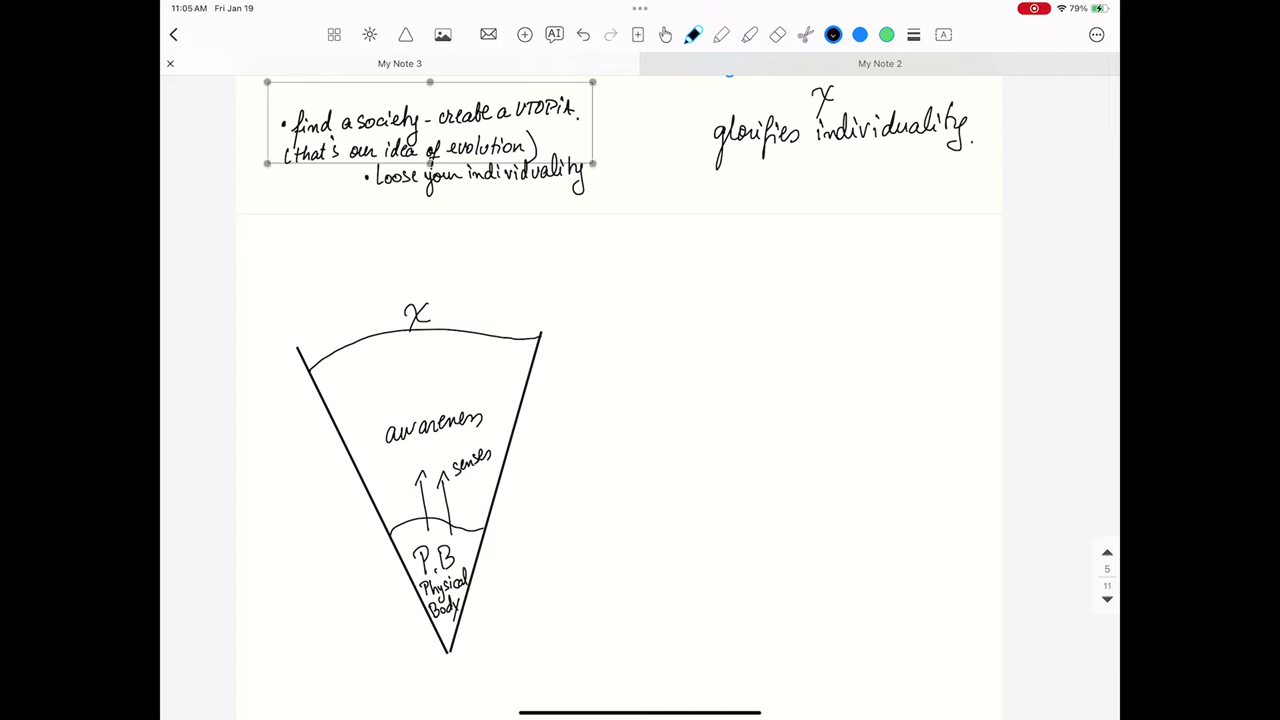 11:05 AM Fri Jan 19
79%
AI
A
My Note 3
My Note 2
• find a society - create a UTOPIA.
(that's our idea of evolution)
• Loose your individuality
x
glorifies individuality.
x
awareness
senses
P.B
Physical
Body
5
11